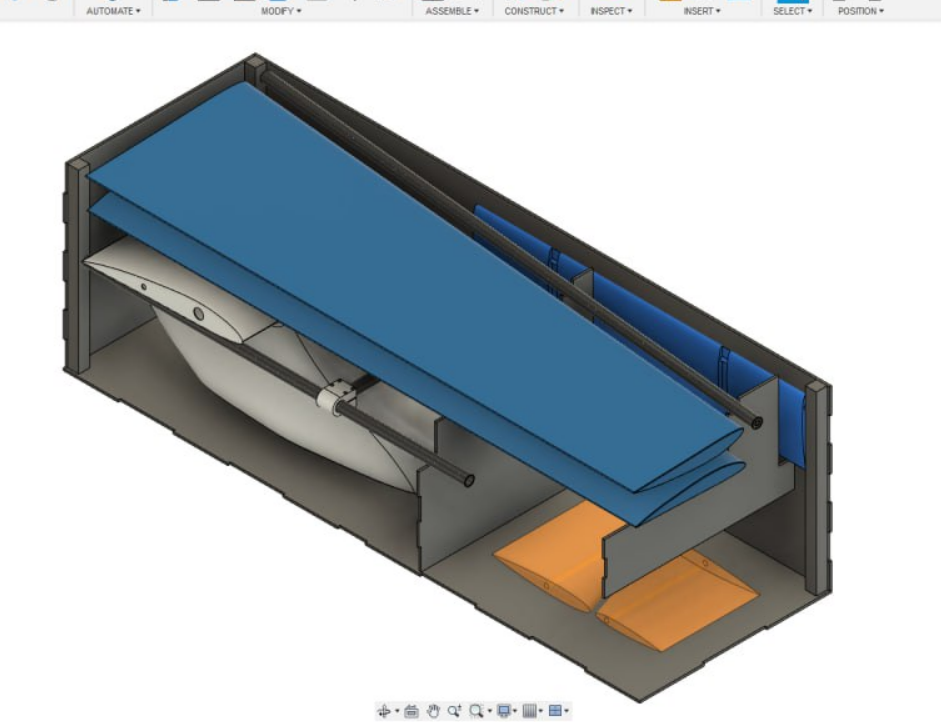 AUTOMATE ▾ MODIFY ▾ ASSEMBLE ▾ CONSTRUCT ▾ INSPECT ▾ INSERT ▾ SELECT ▾ POSITION ▾